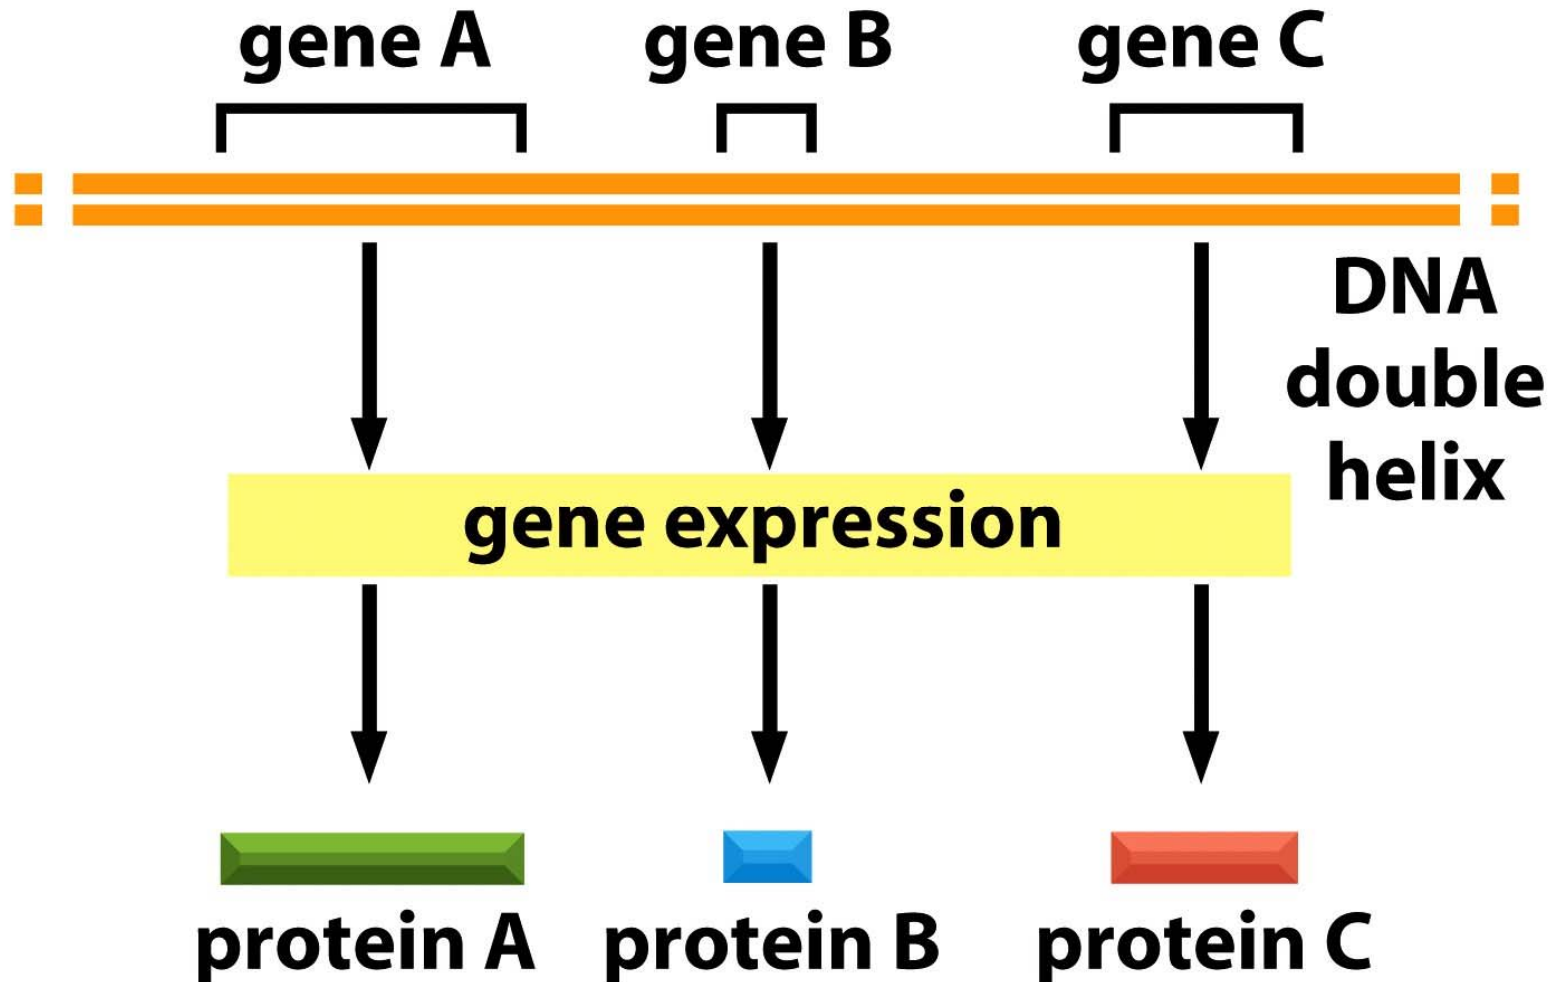 gene A gene B gene C
DNA
double
helix
gene expression
protein A protein B protein C